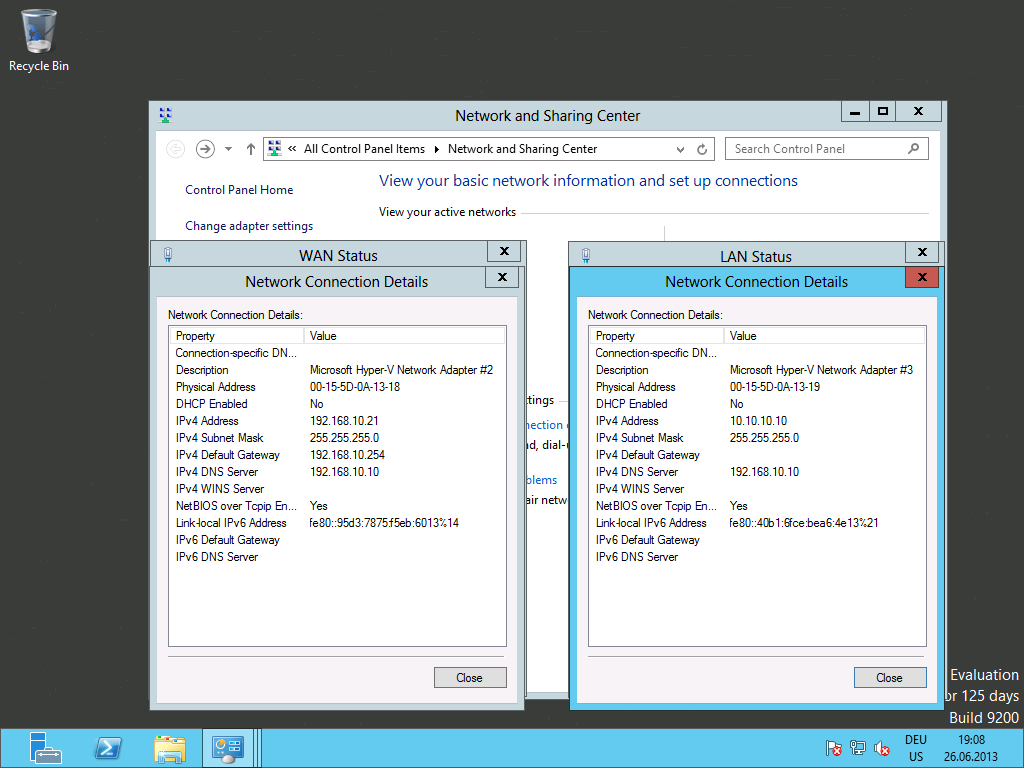 Recycle Bin
Network and Sharing Center
« All Control Panel Items Network and Sharing Center
Search Control Panel
Control Panel Home
Change adapter settings
View your basic network information and set up connections
View your active networks
WAN Status
Network Connection Details
Network Connection Details:
Property Value
Connection-specific DN...
Description Microsoft Hyper-V Network Adapter #2
Physical Address 00-15-5D-0A-13-18
DHCP Enabled No
IPv4 Address 192.168.10.21
IPv4 Subnet Mask 255.255.255.0
IPv4 Default Gateway 192.168.10.254
IPv4 DNS Server 192.168.10.10
IPv4 WINS Server
NetBIOS over Tcpip En... Yes
Link-local IPv6 Address fe80::95d3:7875:f5eb:6013%14
IPv6 Default Gateway
IPv6 DNS Server
Close
LAN Status
Network Connection Details
Network Connection Details:
Property Value
Connection-specific DN...
Description Microsoft Hyper-V Network Adapter #3
Physical Address 00-15-5D-0A-13-19
DHCP Enabled No
IPv4 Address 10.10.10.10
IPv4 Subnet Mask 255.255.255.0
IPv4 Default Gateway
IPv4 DNS Server 192.168.10.10
IPv4 WINS Server
NetBIOS over Tcpip En... Yes
Link-local IPv6 Address fe80::40b1:6fce:bea6:4e13%21
IPv6 Default Gateway
IPv6 DNS Server
Close
Evaluation
or 125 days
Build 9200
DEU
US
19:08
26.06.2013